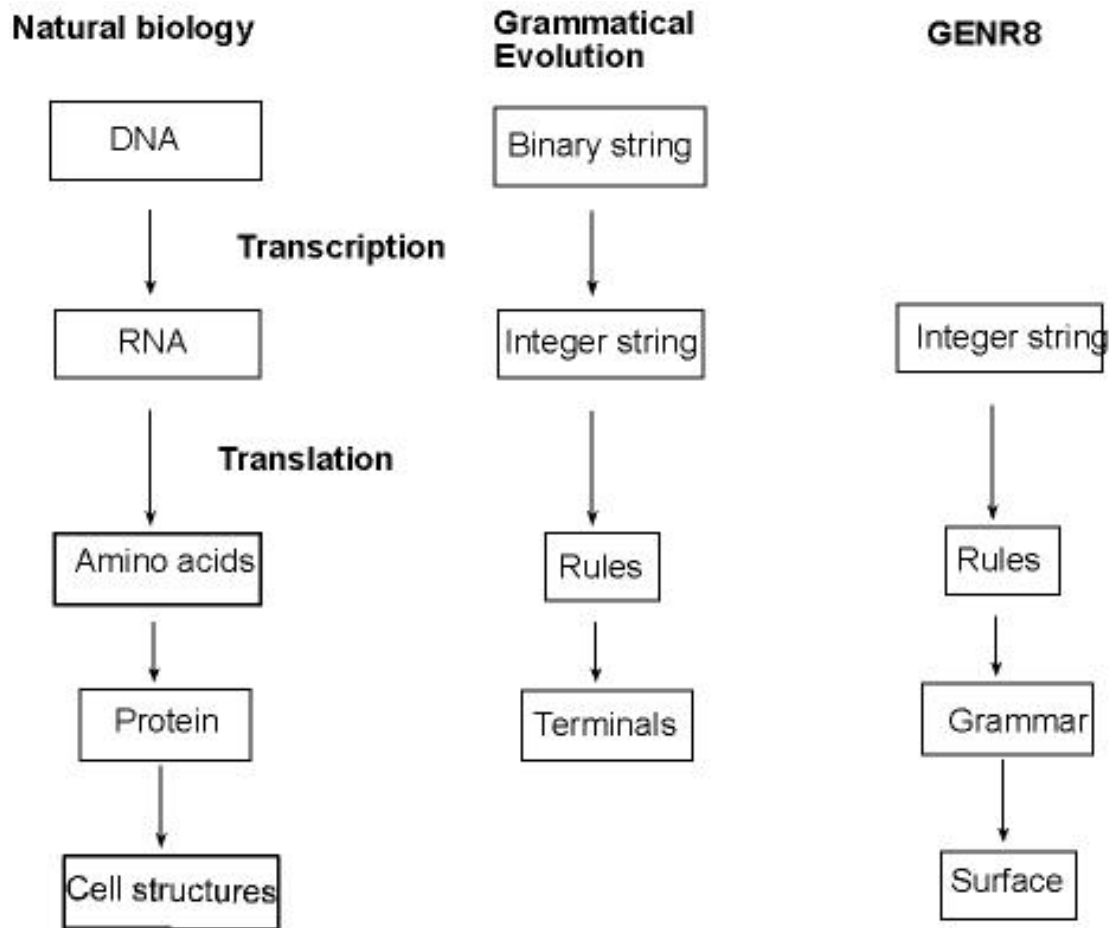 Natural biology
Grammatical
Evolution
GENR8
DNA
Binary string
Transcription
RNA
Integer string
Integer string
Translation
Amino acids
Rules
Rules
Protein
Terminals
Grammar
Cell structures
Surface